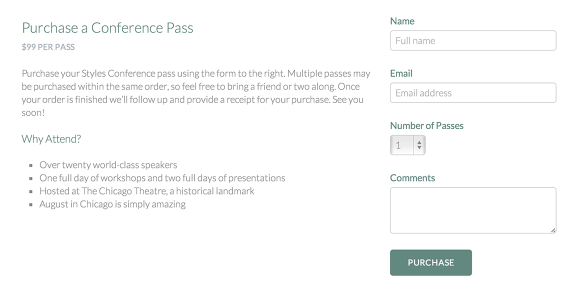 Purchase a Conference Pass
$99 PER PASS
Purchase your Styles Conference pass using the form to the right. Multiple passes may
be purchased within the same order, so feel free to bring a friend or two along. Once
your order is finished we'll follow up and provide a receipt for your purchase. See you
soon!
Why Attend?
▪ Over twenty world-class speakers
▪ One full day of workshops and two full days of presentations
▪ Hosted at The Chicago Theatre, a historical landmark
▪ August in Chicago is simply amazing
Name
Full name
Email
Email address
Number of Passes
1
Comments
PURCHASE